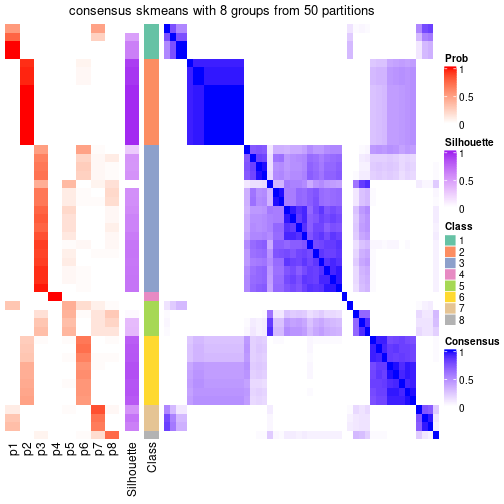 consensus skmeans with 8 groups from 50 partitions
Prob
1
0.5
0
Silhouette
1
0.5
0
Class
1
2
3
4
5
6
7
8
Consensus
1
0.5
0
p1
p2
p3
p4
p5
p6
p7
p8
Silhouette
Class